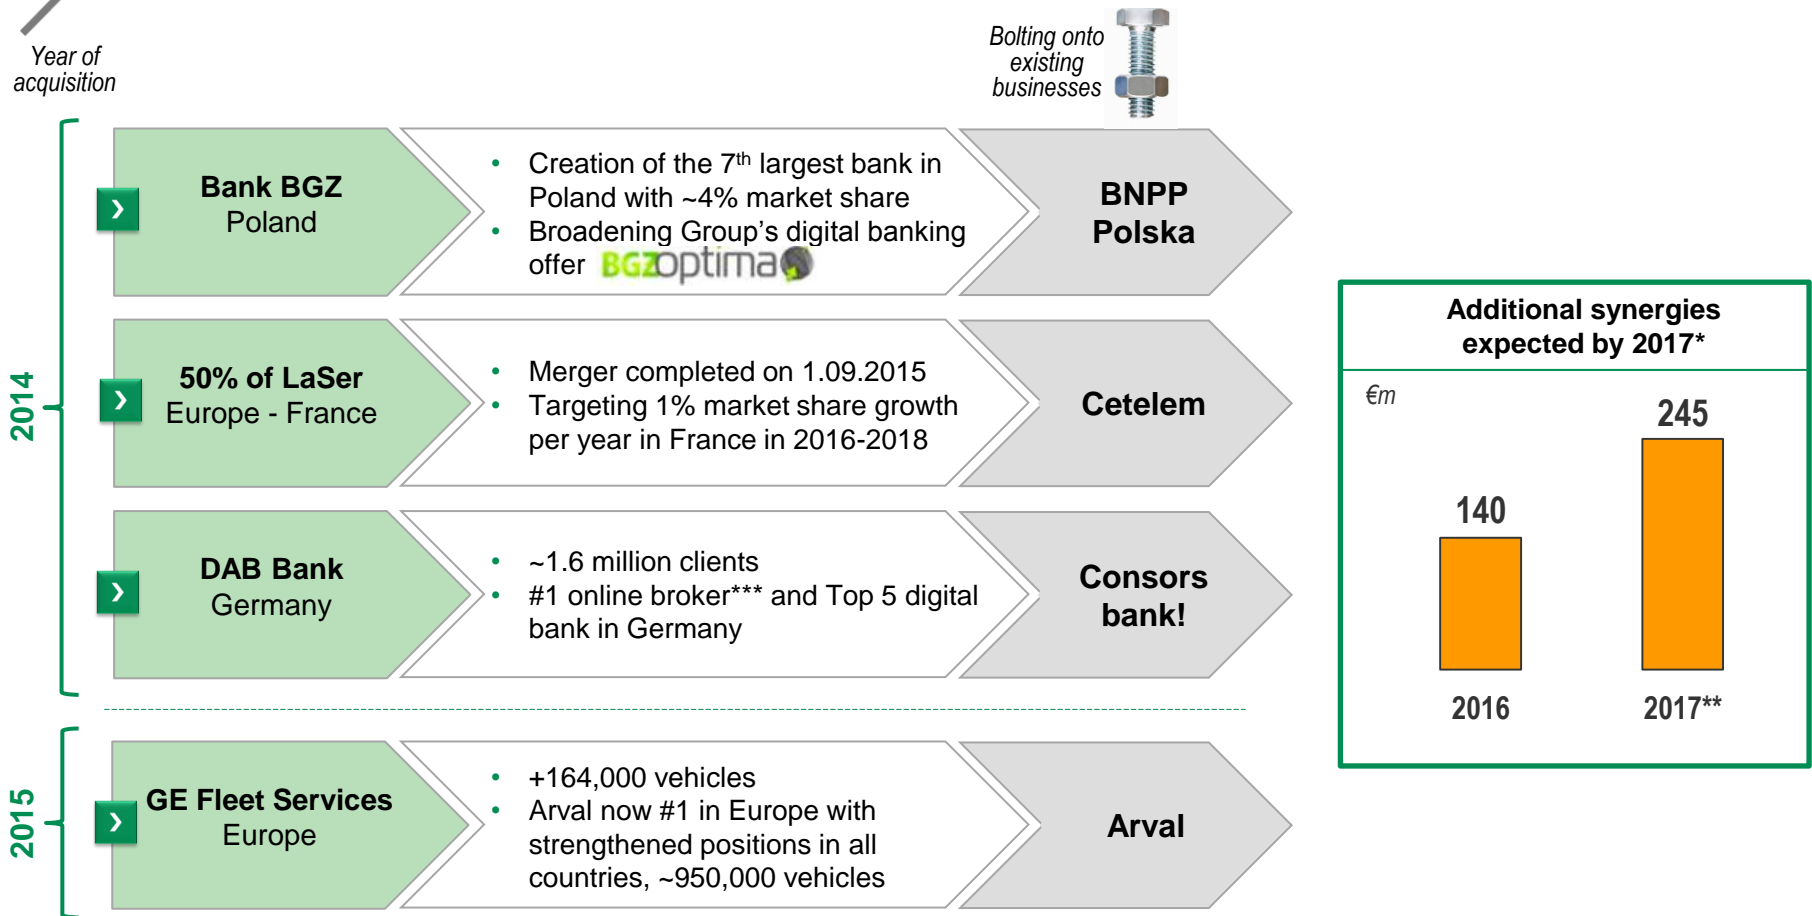 Year of
acquisition
Bolting onto
existing
businesses
2014
Bank BGZ
Poland
• Creation of the 7th largest bank in
Poland with ~4% market share
• Broadening Group's digital banking
offer BGZOptima
BNPP
Polska
50% of LaSer
Europe - France
• Merger completed on 1.09.2015
• Targeting 1% market share growth
per year in France in 2016-2018
Cetelem
DAB Bank
Germany
• ~1.6 million clients
• #1 online broker*** and Top 5 digital
bank in Germany
Consors
bank!
2015
GE Fleet Services
Europe
• +164,000 vehicles
• Arval now #1 in Europe with
strengthened positions in all
countries, ~950,000 vehicles
Arval
Additional synergies
expected by 2017*
€m
140
245
2016
2017**